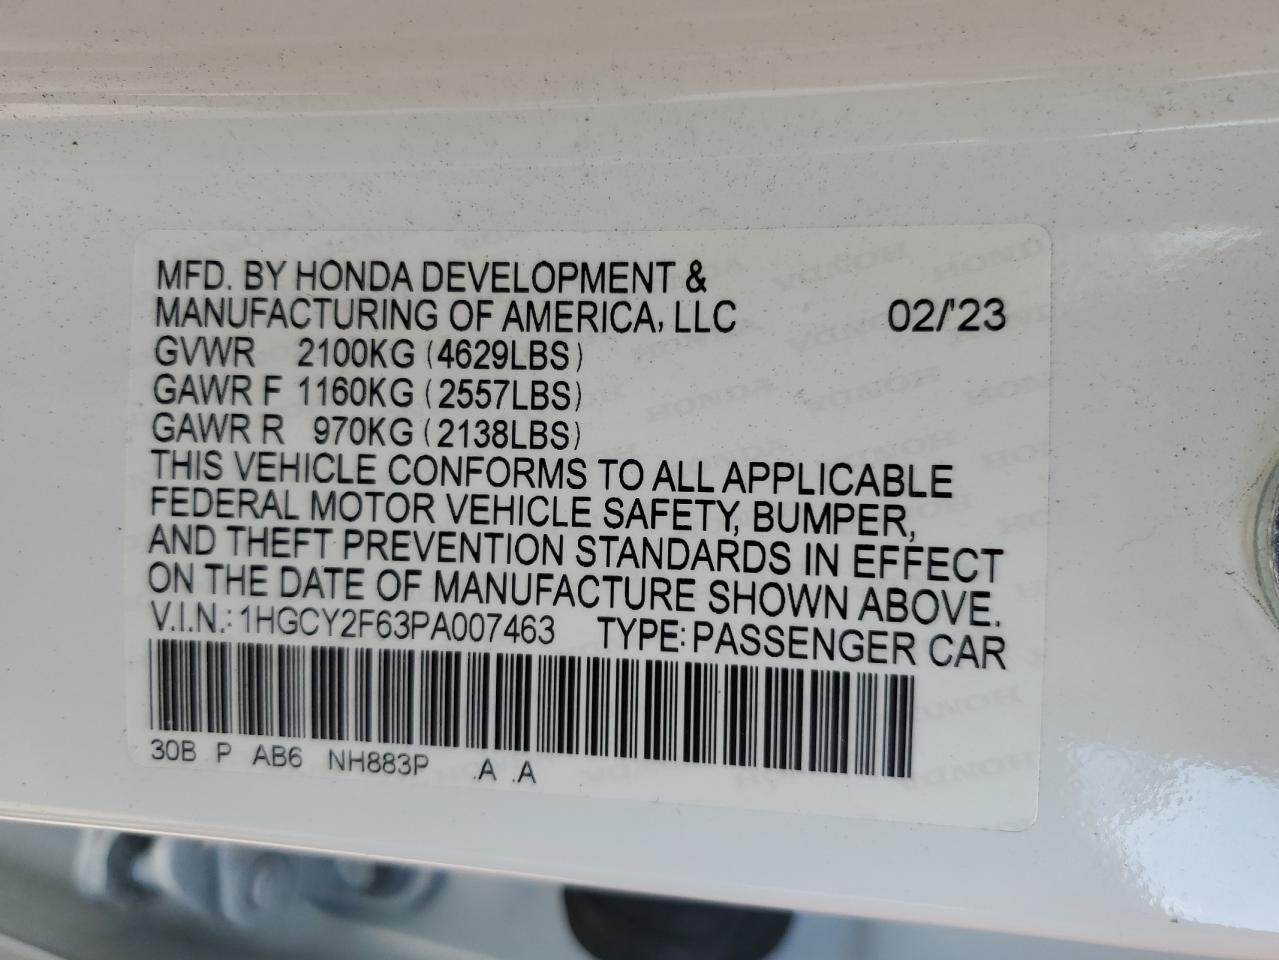 MFD. BY HONDA DEVELOPMENT &
MANUFACTURING OF AMERICA, LLC 02/'23
GVWR 2100KG (4629LBS)
GAWR F 1160KG (2557LBS)
GAWR R 970KG (2138LBS)
THIS VEHICLE CONFORMS TO ALL APPLICABLE
FEDERAL MOTOR VEHICLE SAFETY, BUMPER,
AND THEFT PREVENTION STANDARDS IN EFFECT
ON THE DATE OF MANUFACTURE SHOWN ABOVE.
V.I.N.: 1HGCY2F63PA007463 TYPE: PASSENGER CAR
30B P AB6 NH883P .A .A